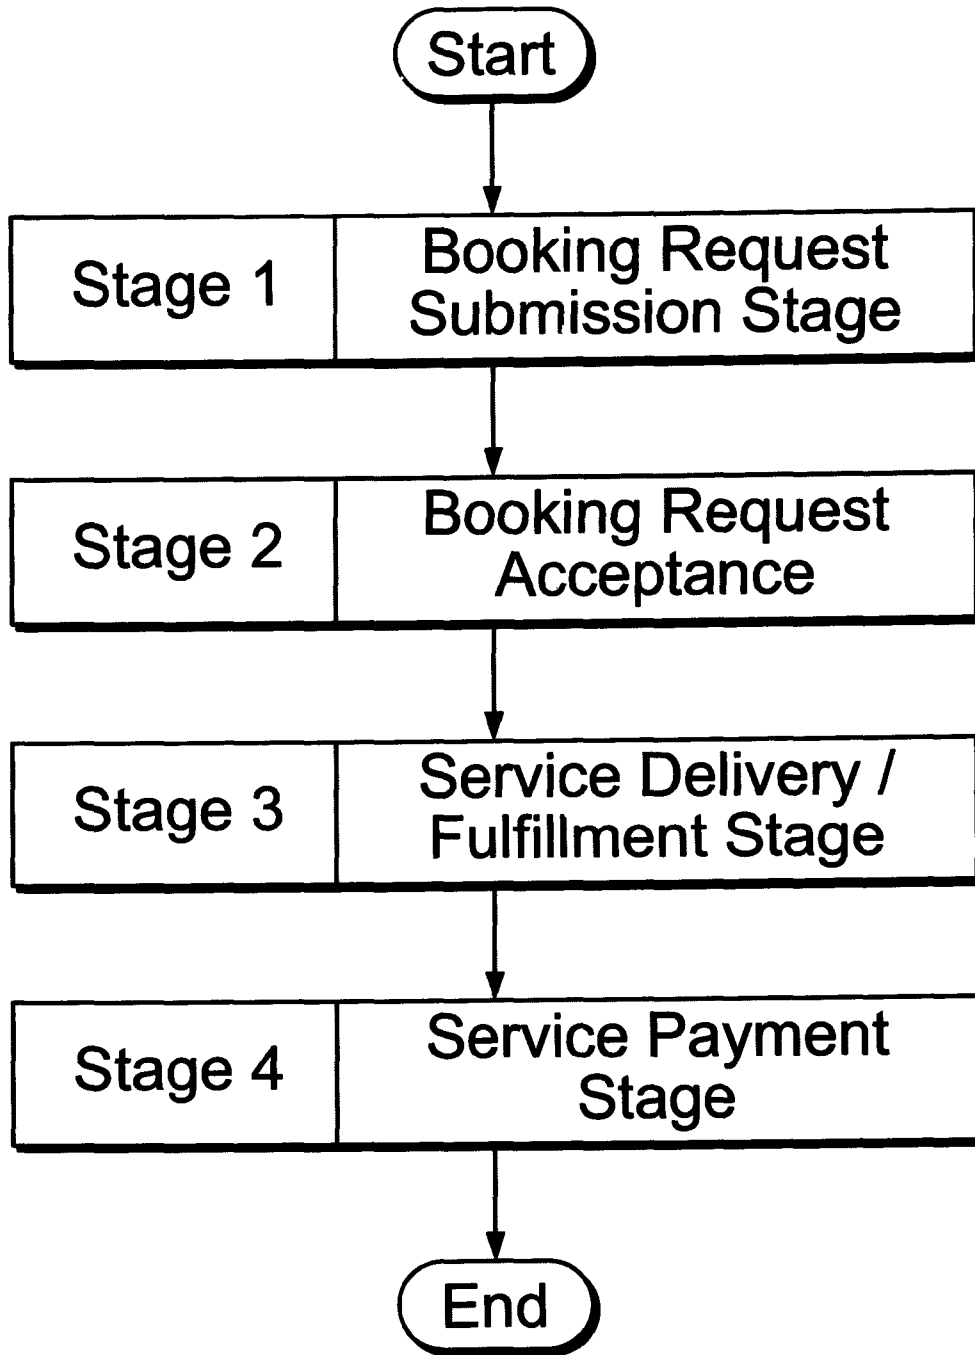 Start
Stage 1
Booking Request
Submission Stage
Stage 2
Booking Request
Acceptance
Stage 3
Service Delivery /
Fulfillment Stage
Stage 4
Service Payment
Stage
End